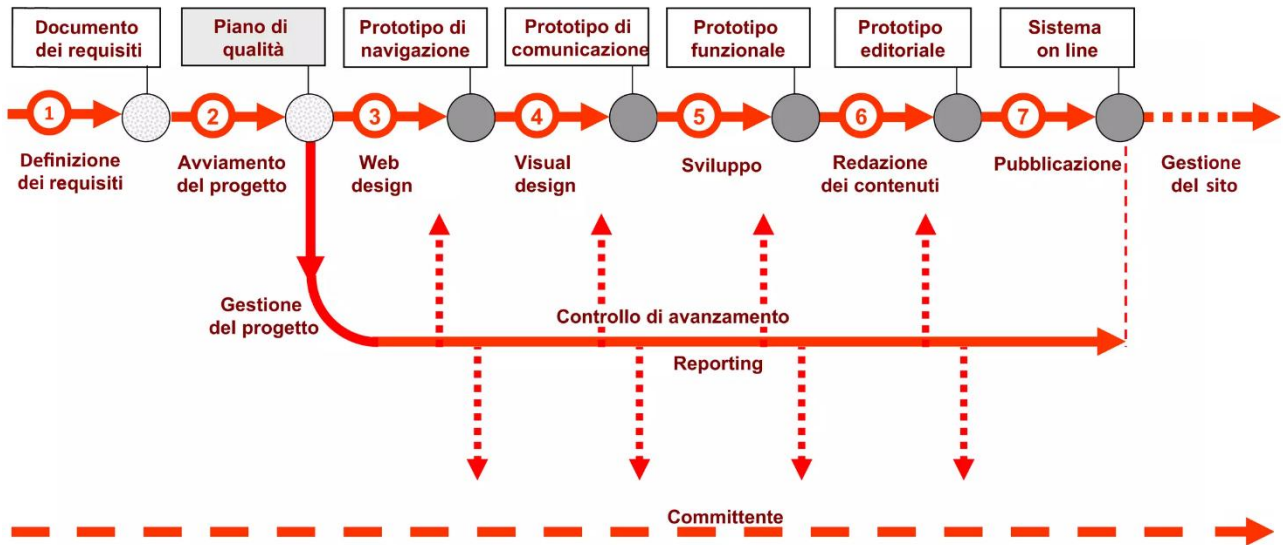 Documento
dei requisiti
Piano di
qualità
Prototipo di
navigazione
Prototipo di
comunicazione
Prototipo
funzionale
Prototipo
editoriale
Sistema
on line
1
2
3
4
5
6
7
Definizione
dei requisiti
Avviamento
del progetto
Web
design
Visual
design
Sviluppo
Redazione
dei contenuti
Pubblicazione
Gestione
del sito
Gestione
del progetto
Controllo di avanzamento
Reporting
Committente